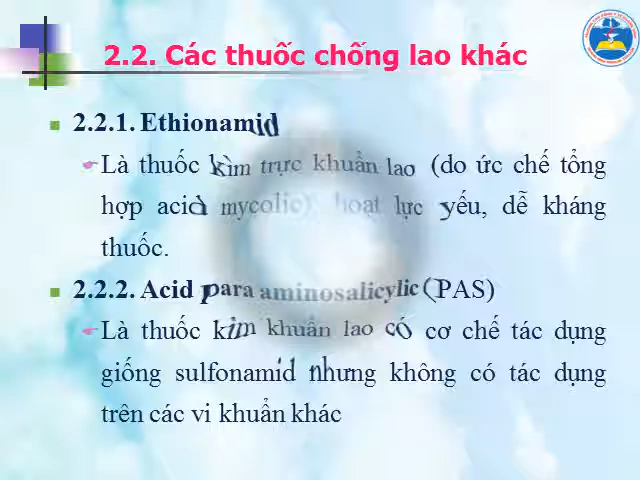 2.2. Các thuốc chống lao khác
2.2.1. Ethionamid
Là thuốc kìm trực khuẩn lao (do ức chế tổng
hợp acid mycolic), hoạt lực yếu, dễ kháng
thuốc.
2.2.2. Acid para aminosalicylic (PAS)
Là thuốc kìm khuẩn lao có cơ chế tác dụng
giống sulfonamid nhưng không có tác dụng
trên các vi khuẩn khác